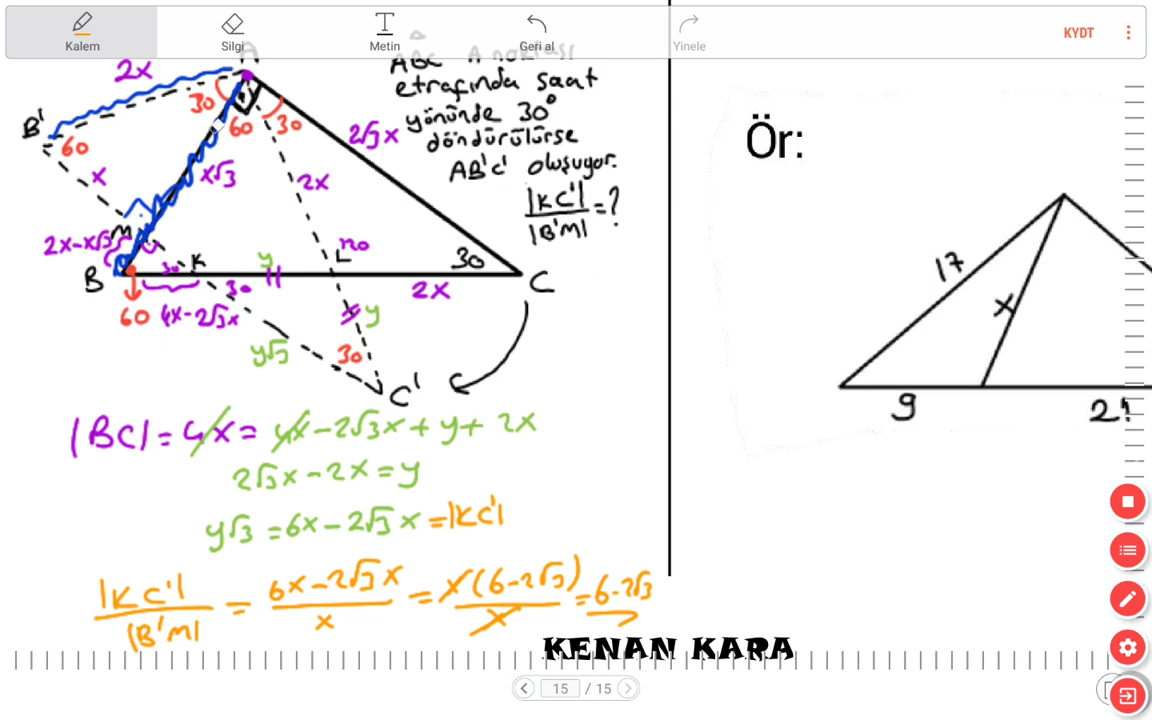 Kalem
Silgi
Metin
Geri al
Yinele
KYDT
ABC A noktası
etrafında saat
yönünde 30°
döndürülürse
AB'C' oluşuyor.
|KC'|
|B'M|
=?
2x
B'
30
60
60
30
2√3x
x
x√3
2x
M
2x-x√3
B
30
K
y
L
120
30
C
60
4x-2√3x
30
2x
y
y√3
30
C'
|BC|=4x=4x-2√3x+y+2x
2√3x-2x=y
y√3=6x-2√3x=|KC'|
|KC'|/|B'M| = 6x-2√3x/x = x(6-2√3)/x = 6-2√3
KENAN KARA
Ör:
17
x
9
21
15 / 15